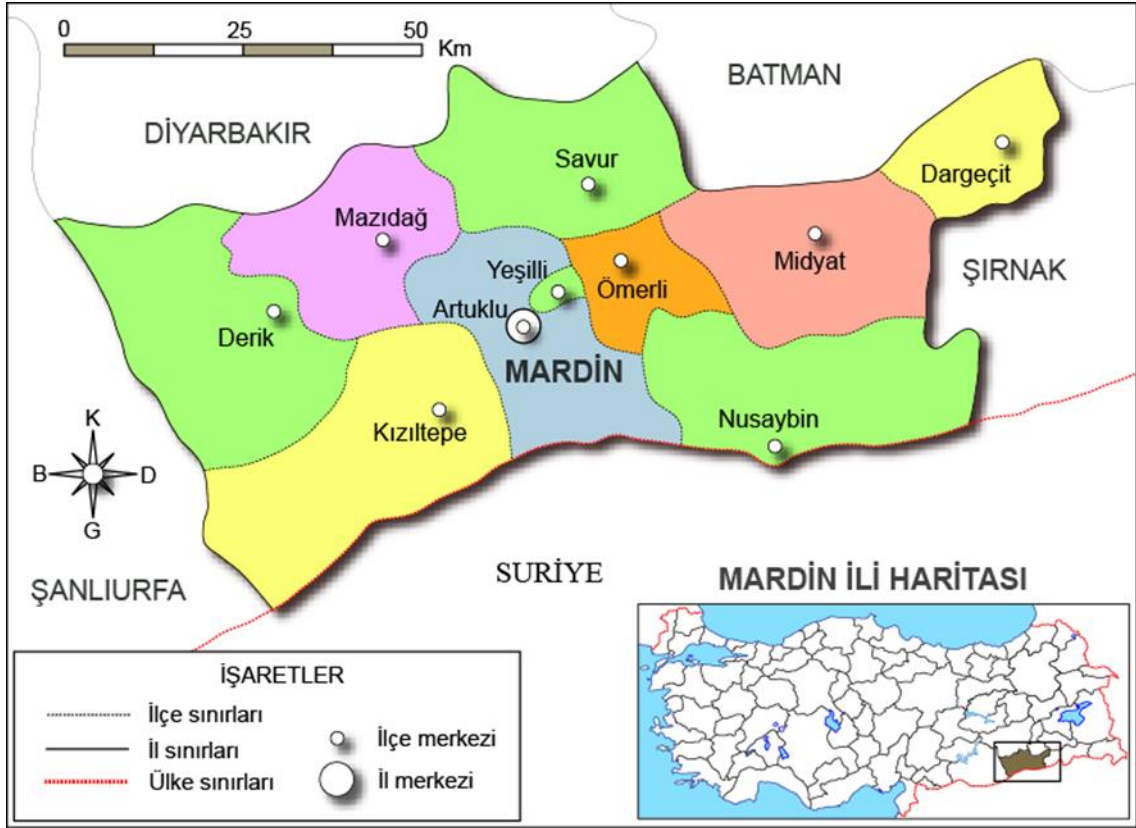 0 25 50
Km
BATMAN
DİYARBAKIR
Savur
Dargeçit
Mazıdağ
Midyat
Yeşilli
Ömerli
ŞIRNAK
Artuklu
Derik
MARDİN
Kızıltepe
Nusaybin
K
B D
G
SURİYE
ŞANLIURFA
MARDİN İLİ HARİTASI
İŞARETLER
İlçe sınırları
İl sınırları
Ülke sınırları
İlçe merkezi
İl merkezi